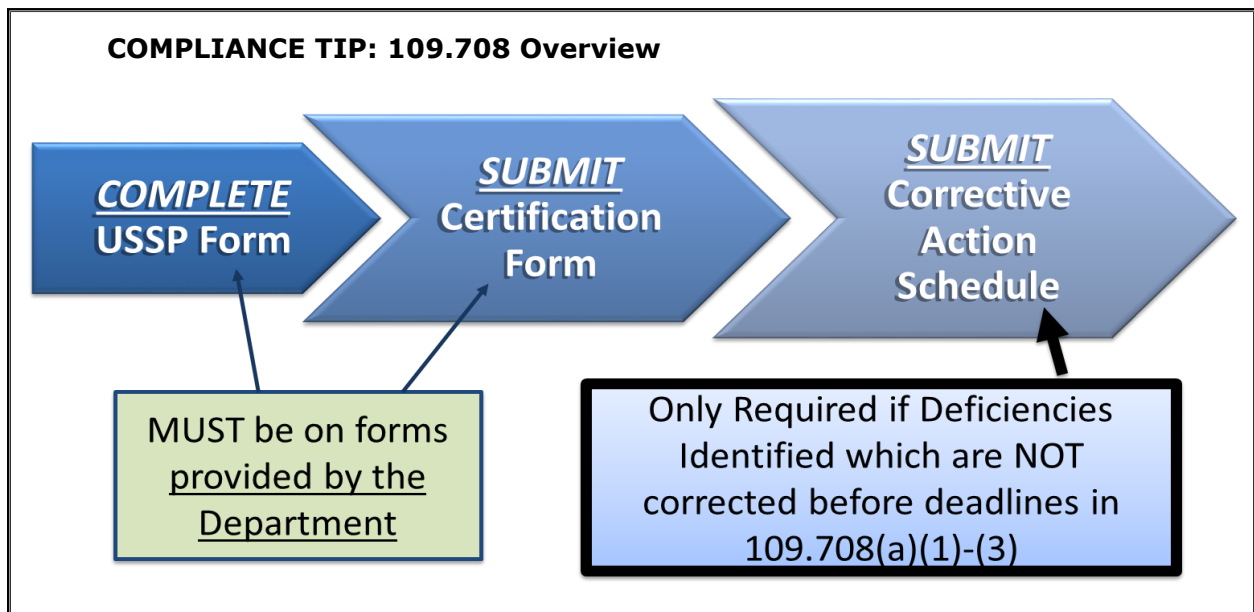 COMPLIANCE TIP: 109.708 Overview
COMPLETE
USSP Form
SUBMIT
Certification
Form
SUBMIT
Corrective
Action
Schedule
MUST be on forms
provided by the
Department
Only Required if Deficiencies
Identified which are NOT
corrected before deadlines in
109.708(a)(1)-(3)